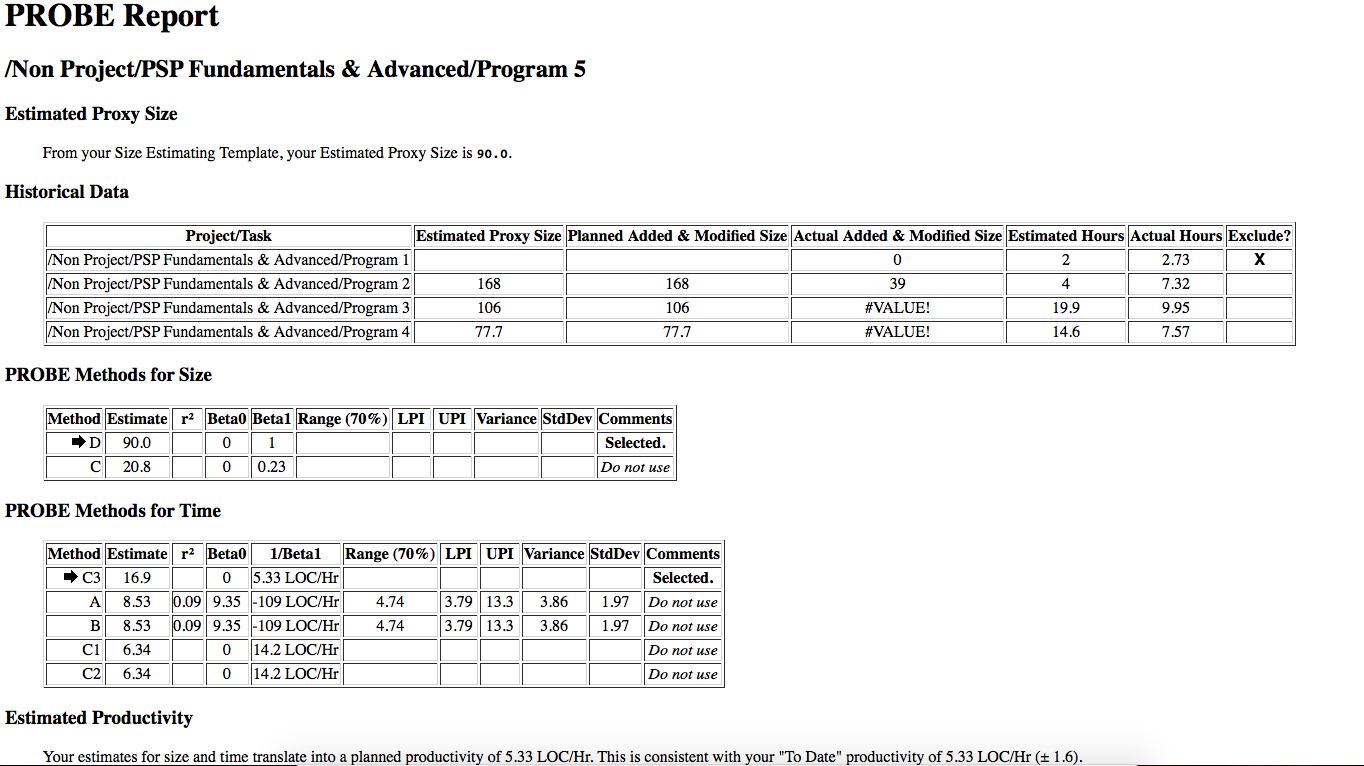 PROBE Report
/Non Project/PSP Fundamentals & Advanced/Program 5
Estimated Proxy Size
From your Size Estimating Template, your Estimated Proxy Size is 90.0.
Historical Data
Project/Task Estimated Proxy Size Planned Added & Modified Size Actual Added & Modified Size Estimated Hours Actual Hours Exclude?
/Non Project/PSP Fundamentals & Advanced/Program 1 0 2 2.73 X
/Non Project/PSP Fundamentals & Advanced/Program 2 168 168 39 4 7.32
/Non Project/PSP Fundamentals & Advanced/Program 3 106 106 #VALUE! 19.9 9.95
/Non Project/PSP Fundamentals & Advanced/Program 4 77.7 77.7 #VALUE! 14.6 7.57
PROBE Methods for Size
Method Estimate r² Beta0 Beta1 Range (70%) LPI UPI Variance StdDev Comments
🡆 D 90.0 0 1 Selected.
C 20.8 0 0.23 Do not use
PROBE Methods for Time
Method Estimate r² Beta0 1/Beta1 Range (70%) LPI UPI Variance StdDev Comments
🡆 C3 16.9 0 5.33 LOC/Hr Selected.
A 8.53 0.09 9.35 -109 LOC/Hr 4.74 3.79 13.3 3.86 1.97 Do not use
B 8.53 0.09 9.35 -109 LOC/Hr 4.74 3.79 13.3 3.86 1.97 Do not use
C1 6.34 0 14.2 LOC/Hr Do not use
C2 6.34 0 14.2 LOC/Hr Do not use
Estimated Productivity
Your estimates for size and time translate into a planned productivity of 5.33 LOC/Hr. This is consistent with your "To Date" productivity of 5.33 LOC/Hr (± 1.6).